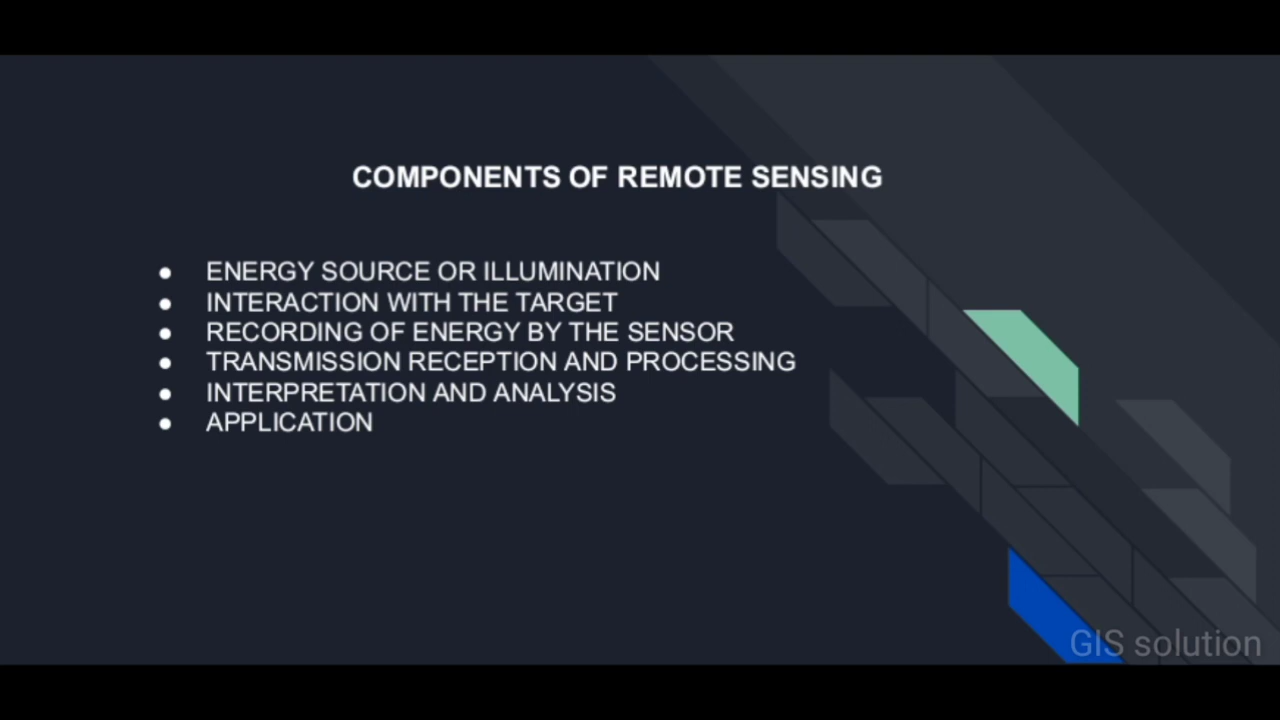 COMPONENTS OF REMOTE SENSING
● ENERGY SOURCE OR ILLUMINATION
● INTERACTION WITH THE TARGET
● RECORDING OF ENERGY BY THE SENSOR
● TRANSMISSION RECEPTION AND PROCESSING
● INTERPRETATION AND ANALYSIS
● APPLICATION
GIS solution